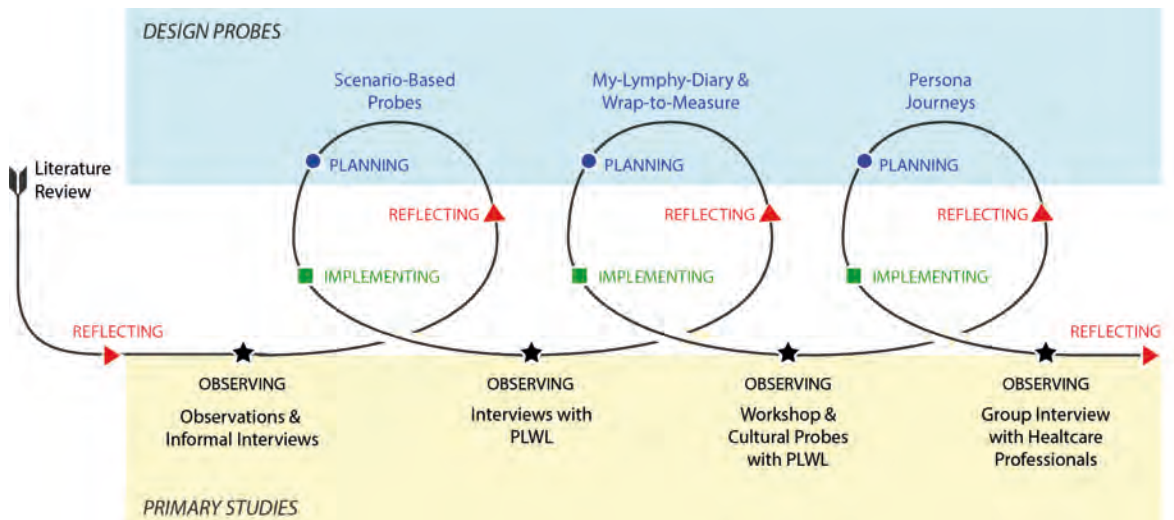 DESIGN PROBES
Scenario-Based
Probes
My-Lymphy-Diary &
Wrap-to-Measure
Persona
Journeys
Literature
Review
PLANNING
PLANNING
PLANNING
REFLECTING
REFLECTING
REFLECTING
IMPLEMENTING
IMPLEMENTING
IMPLEMENTING
REFLECTING
REFLECTING
OBSERVING
Observations &
Informal Interviews
OBSERVING
Interviews with
PLWL
OBSERVING
Workshop &
Cultural Probes
with PLWL
OBSERVING
Group Interview
with Healtcare
Professionals
PRIMARY STUDIES